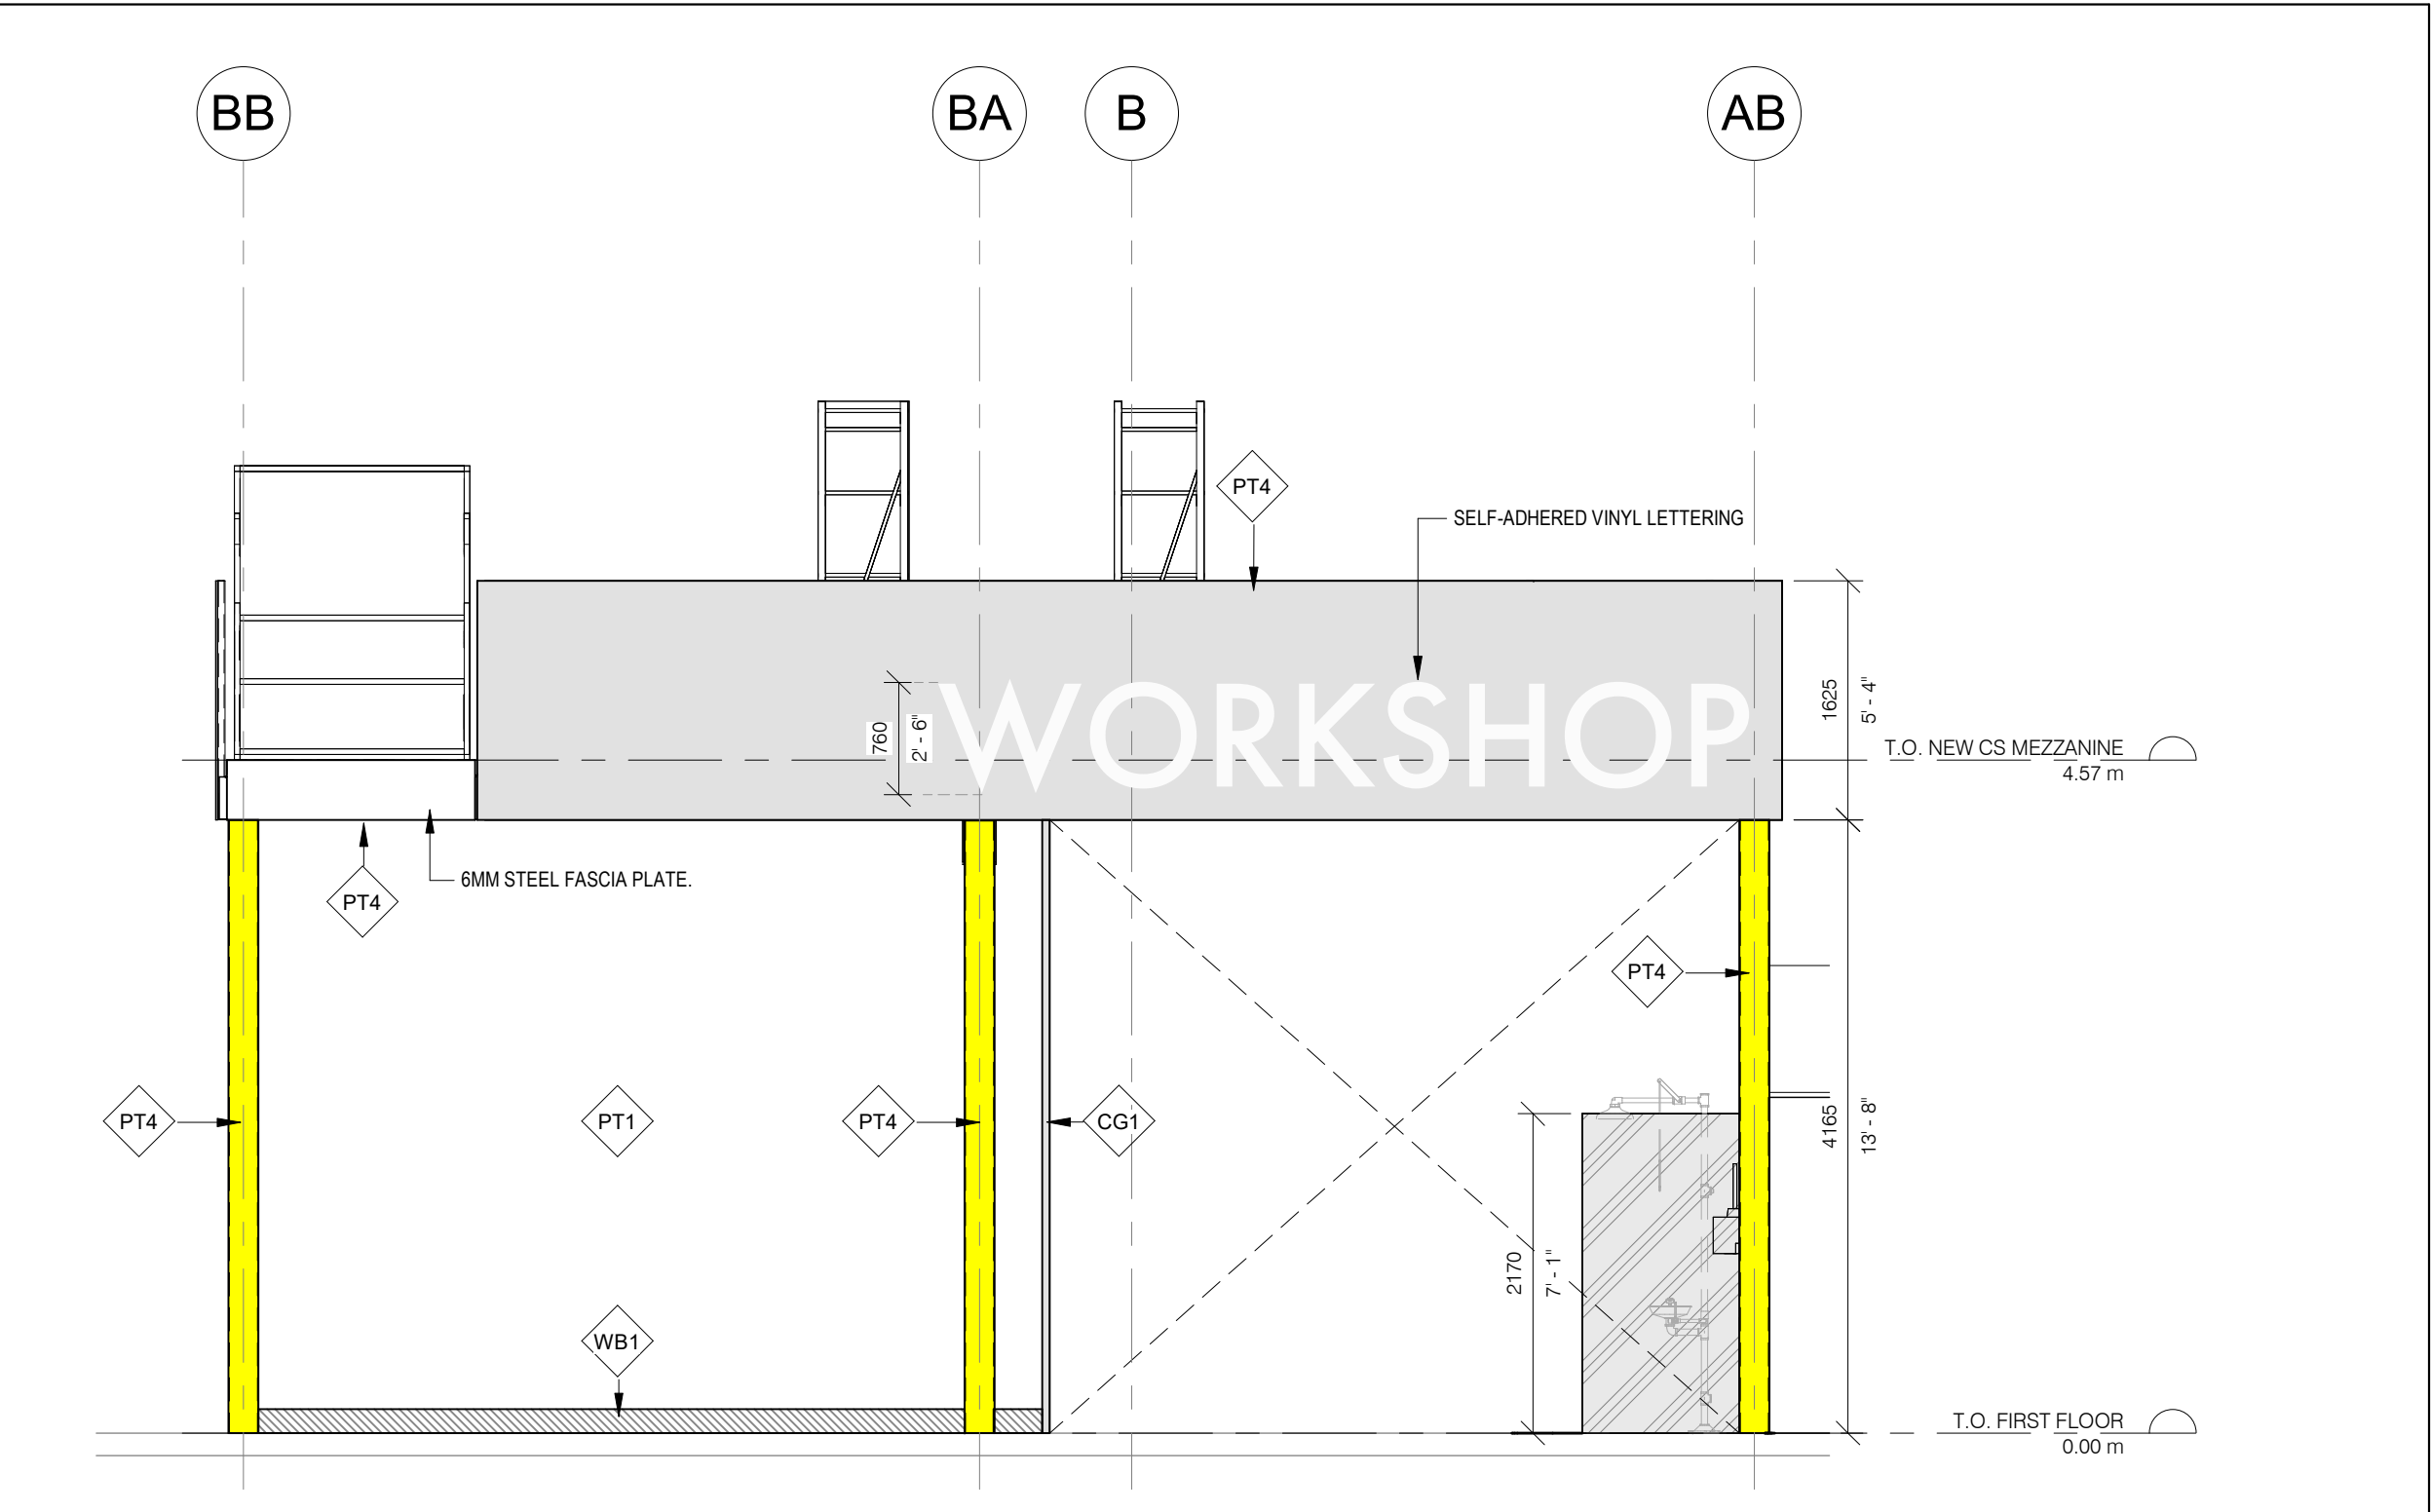 BB
BA
B
AB
PT4
SELF-ADHERED VINYL LETTERING
WORKSHOP
760
2' - 6"
1625
5' - 4"
T.O. NEW CS MEZZANINE
4.57 m
6MM STEEL FASCIA PLATE.
PT4
PT4
PT4
PT1
PT4
CG1
4165
13' - 8"
2170
7' - 1"
WB1
T.O. FIRST FLOOR
0.00 m